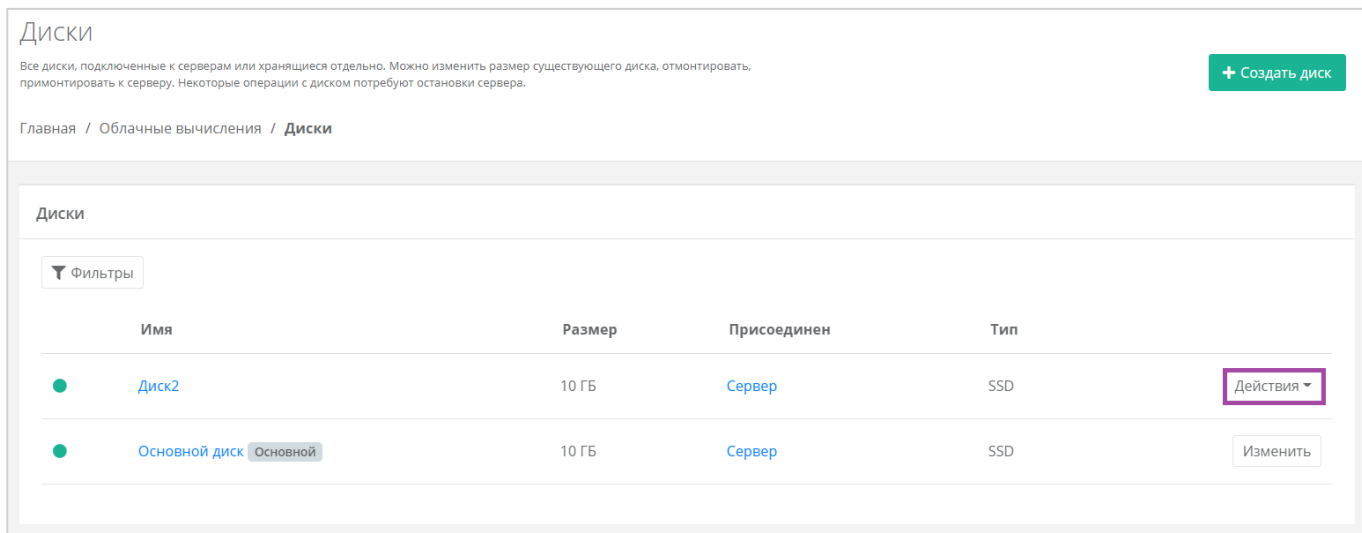 Диски
Все диски, подключенные к серверам или хранящиеся отдельно. Можно изменить размер существующего диска, отмонтировать,
примонтировать к серверу. Некоторые операции с диском потребуют остановки сервера.
+ Создать диск
Главная / Облачные вычисления / Диски
Диски
Фильтры
Имя Размер Присоединен Тип
Диск2 10 ГБ Сервер SSD Действия
Основной диск Основной 10 ГБ Сервер SSD Изменить